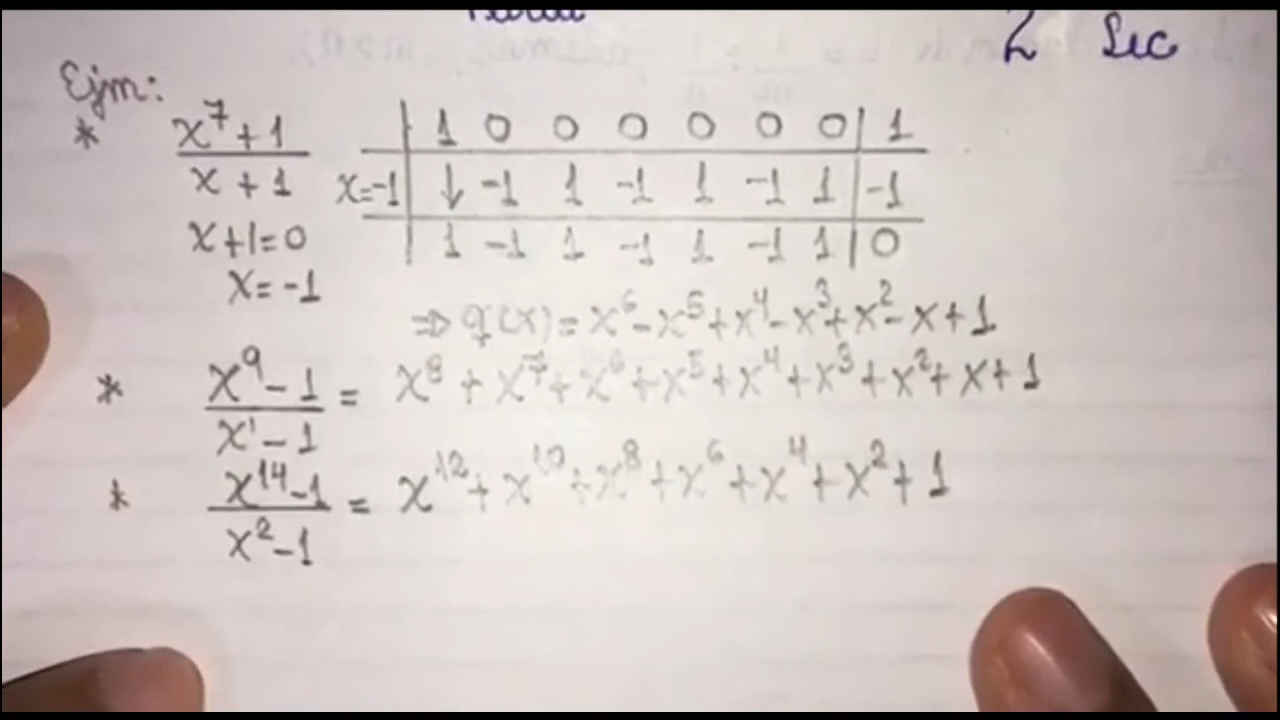 2 Sec
Ejm:
* x⁷+1 / x+1 | 1 0 0 0 0 0 0 | 1
x=-1 | ↓ -1 1 -1 1 -1 1 | -1
x+1=0 | 1 -1 1 -1 1 -1 1 | 0
x=-1
⇒ q(x) = x⁶-x⁵+x⁴-x³+x²-x+1
* x⁹-1 / x¹-1 = x⁸+x⁷+x⁶+x⁵+x⁴+x³+x²+x+1
* x¹⁴-1 / x²-1 = x¹²+x¹⁰+x⁸+x⁶+x⁴+x²+1